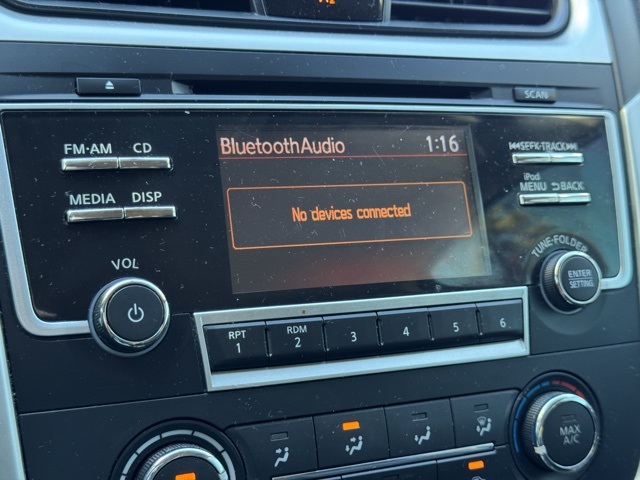 SCAN
FM·AM CD
BluetoothAudio 1:16
SEEK·TRACK
iPod
MENU BACK
MEDIA DISP
No devices connected
TUNE·FOLDER
VOL
ENTER
SETTING
RPT
1
RDM
2
3
4
5
6
MAX
A/C